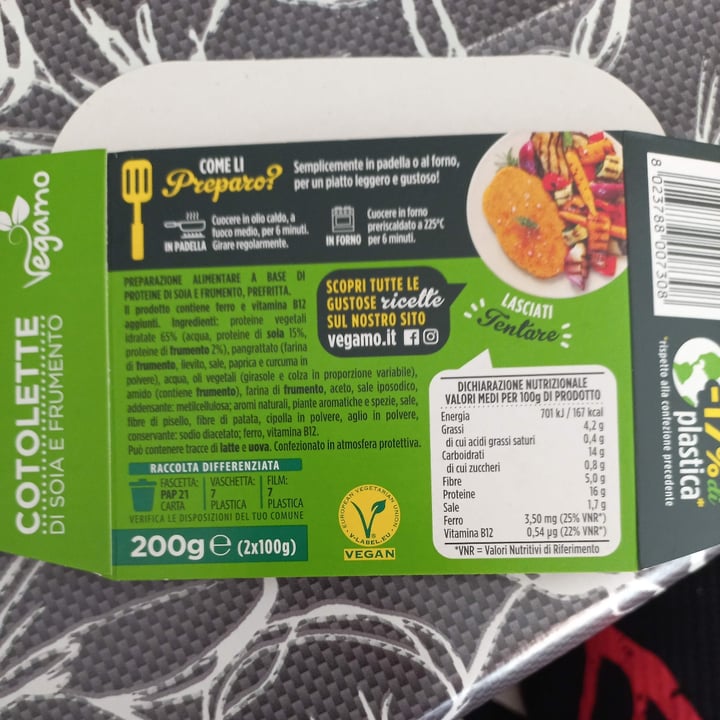 Vegamo
COTOLETTE
DI SOIA E FRUMENTO
COME LI
Preparo?
Semplicemente in padella o al forno,
per un piatto leggero e gustoso!
IN PADELLA
Cuocere in olio caldo, a
fuoco medio, per 6 minuti.
Girare regolarmente.
IN FORNO
Cuocere in forno
preriscaldato a 225°C
per 6 minuti.
PREPARAZIONE ALIMENTARE A BASE DI
PROTEINE DI SOIA E FRUMENTO, PREFRITTA.
Il prodotto contiene ferro e vitamina B12
aggiunti. Ingredienti: proteine vegetali
idratate 65% (acqua, proteine di soia 15%,
proteine di frumento 2%), pangrattato (farina
di frumento, lievito, sale, paprica e curcuma in
polvere), acqua, oli vegetali (girasole e colza in proporzione variabile),
amido (contiene frumento), farina di frumento, aceto, sale iposodico,
addensante: metilcellulosa; aromi naturali, piante aromatiche e spezie, sale,
fibre di pisello, fibre di patata, cipolla in polvere, aglio in polvere,
conservante: sodio diacetato; ferro, vitamina B12.
Può contenere tracce di latte e uova. Confezionato in atmosfera protettiva.
SCOPRI TUTTE LE
GUSTOSE ricette
SUL NOSTRO SITO
vegamo.it
LASCIATI
Tentare
RACCOLTA DIFFERENZIATA
FASCETTA:
PAP 21
CARTA
VASCHETTA:
7
PLASTICA
FILM:
7
PLASTICA
VERIFICA LE DISPOSIZIONI DEL TUO COMUNE
200g e (2x100g)
EUROPEAN VEGETARIAN UNION
V-LABEL.EU
VEGAN
DICHIARAZIONE NUTRIZIONALE
VALORI MEDI PER 100g DI PRODOTTO
Energia 701 kJ / 167 kcal
Grassi 4,2 g
di cui acidi grassi saturi 0,4 g
Carboidrati 14 g
di cui zuccheri 0,8 g
Fibre 5,0 g
Proteine 16 g
Sale 1,7 g
Ferro 3,50 mg (25% VNR*)
Vitamina B12 0,54 µg (22% VNR*)
*VNR = Valori Nutritivi di Riferimento
8 023788 007308
di
plastica*
*rispetto alla confezione precedente